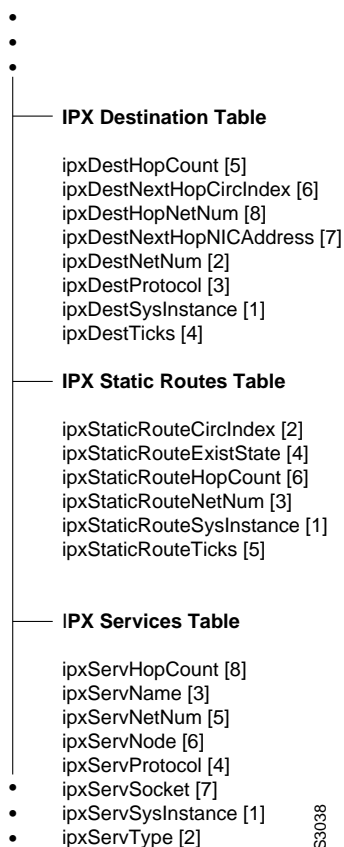 IPX Destination Table
ipxDestHopCount [5]
ipxDestNextHopCircIndex [6]
ipxDestHopNetNum [8]
ipxDestNextHopNICAddress [7]
ipxDestNetNum [2]
ipxDestProtocol [3]
ipxDestSysInstance [1]
ipxDestTicks [4]
IPX Static Routes Table
ipxStaticRouteCircIndex [2]
ipxStaticRouteExistState [4]
ipxStaticRouteHopCount [6]
ipxStaticRouteNetNum [3]
ipxStaticRouteSysInstance [1]
ipxStaticRouteTicks [5]
IPX Services Table
ipxServHopCount [8]
ipxServName [3]
ipxServNetNum [5]
ipxServNode [6]
ipxServProtocol [4]
ipxServSocket [7]
ipxServSysInstance [1]
ipxServType [2]
S3038